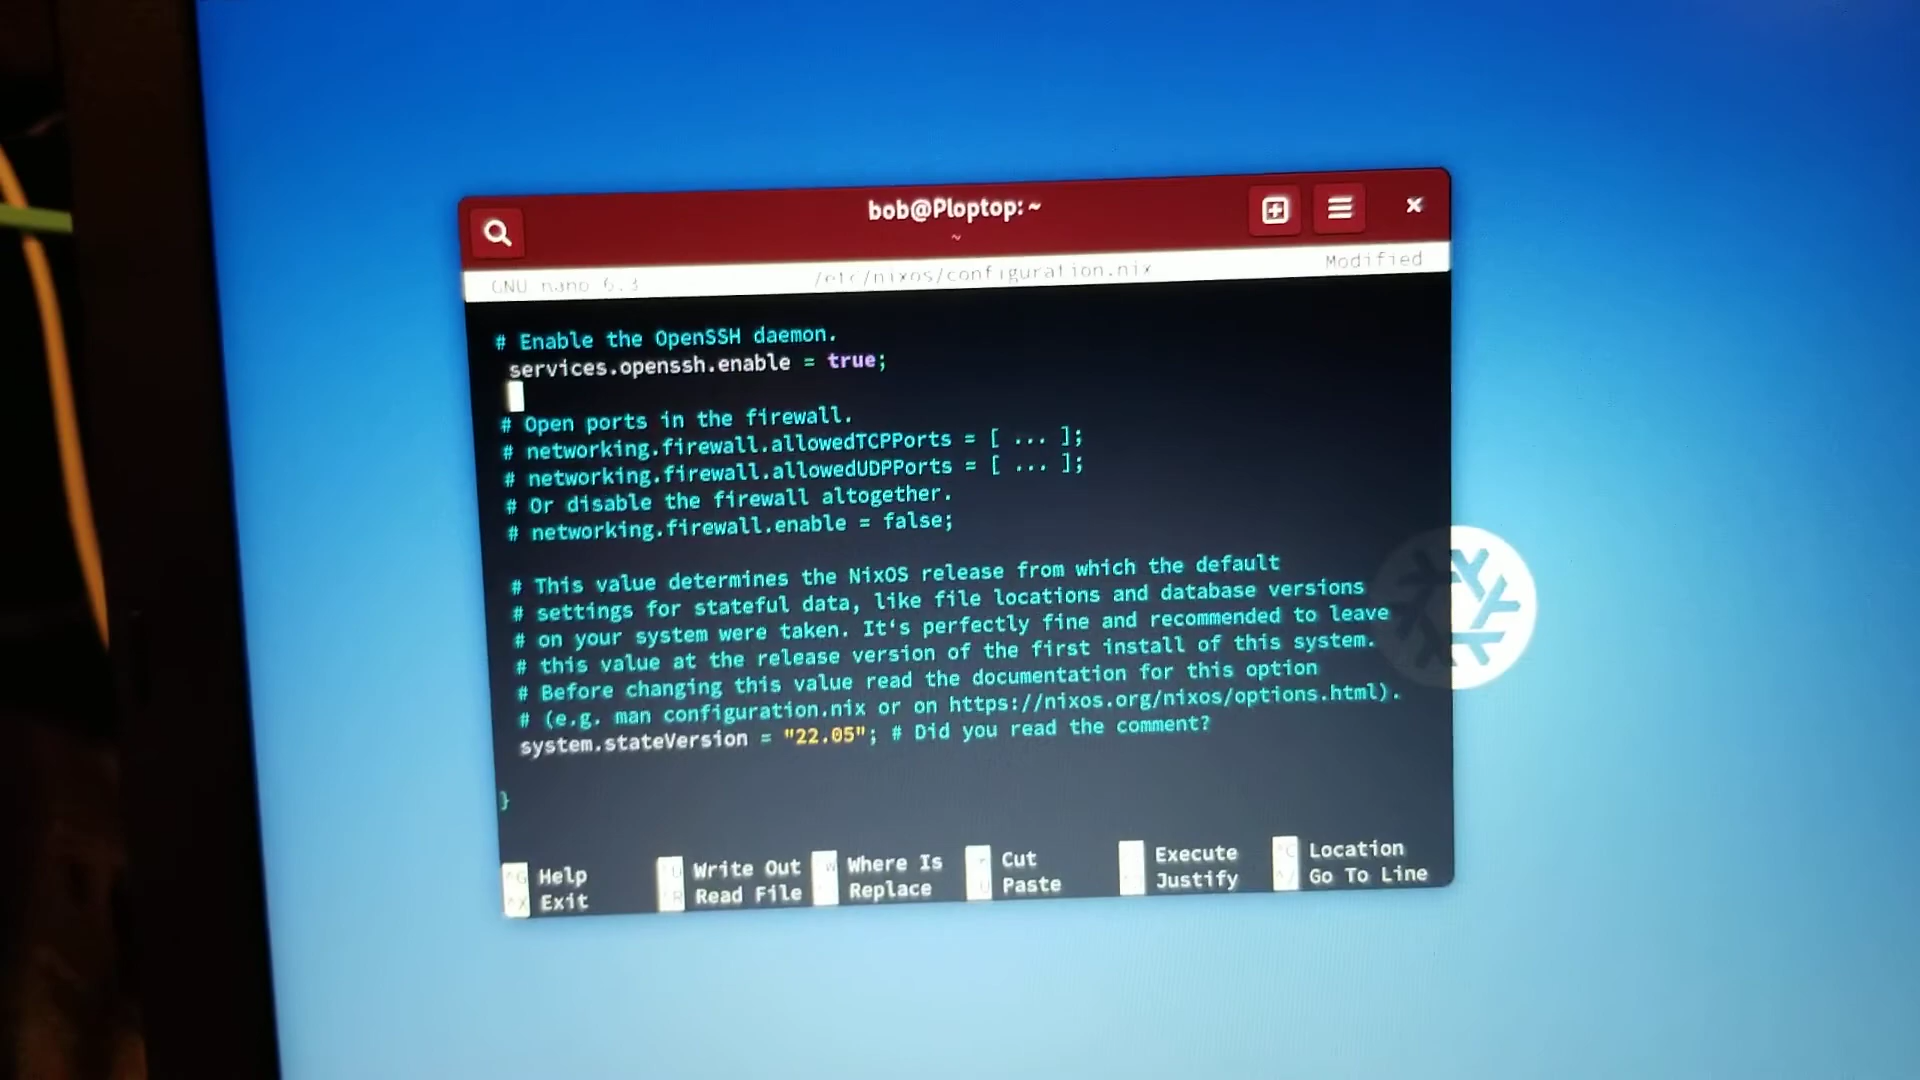 bob@Ploptop: ~
~
GNU nano 6.3 /etc/nixos/configuration.nix Modified
# Enable the OpenSSH daemon.
services.openssh.enable = true;
# Open ports in the firewall.
# networking.firewall.allowedTCPPorts = [ ... ];
# networking.firewall.allowedUDPPorts = [ ... ];
# Or disable the firewall altogether.
# networking.firewall.enable = false;
# This value determines the NixOS release from which the default
# settings for stateful data, like file locations and database versions
# on your system were taken. It‘s perfectly fine and recommended to leave
# this value at the release version of the first install of this system.
# Before changing this value read the documentation for this option
# (e.g. man configuration.nix or on https://nixos.org/nixos/options.html).
system.stateVersion = "22.05"; # Did you read the comment?
}
^G Help Write Out Where Is Cut Execute ^C Location
^X Exit ^R Read File Replace ^U Paste Justify ^/ Go To Line